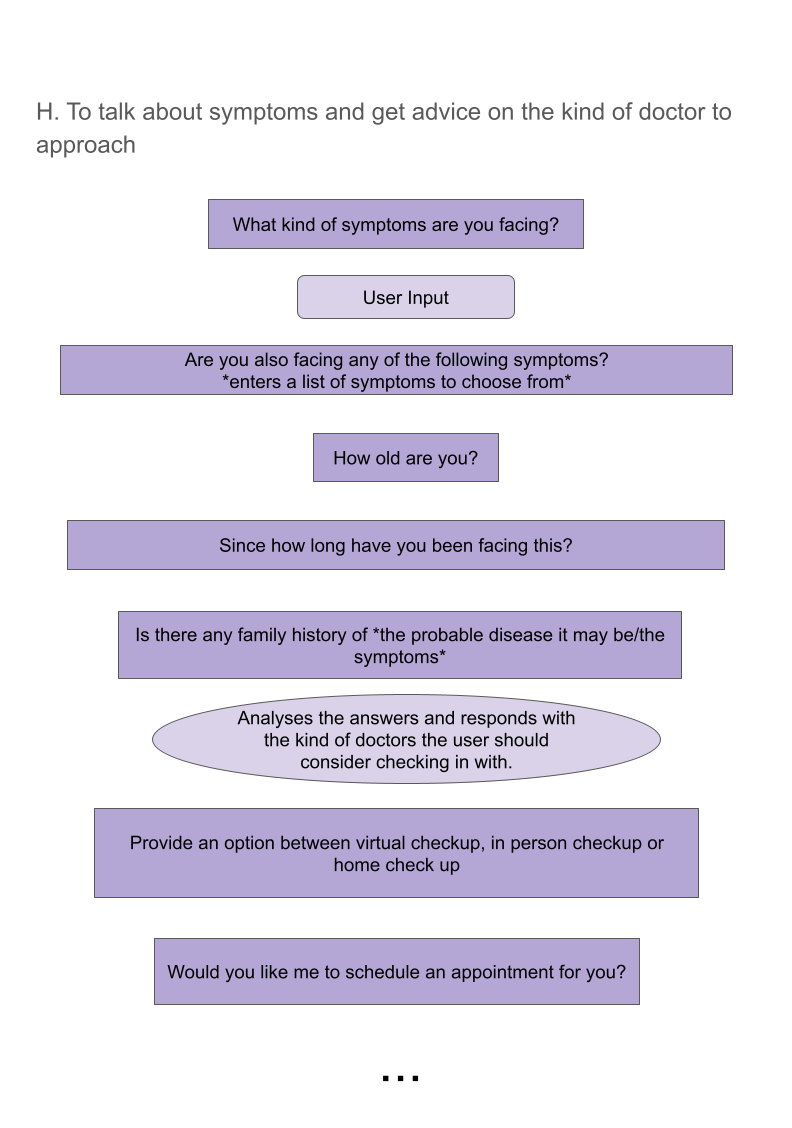 H. To talk about symptoms and get advice on the kind of doctor to
approach
What kind of symptoms are you facing?
User Input
Are you also facing any of the following symptoms?
*enters a list of symptoms to choose from*
How old are you?
Since how long have you been facing this?
Is there any family history of *the probable disease it may be/the
symptoms*
Analyses the answers and responds with
the kind of doctors the user should
consider checking in with.
Provide an option between virtual checkup, in person checkup or
home check up
Would you like me to schedule an appointment for you?
...